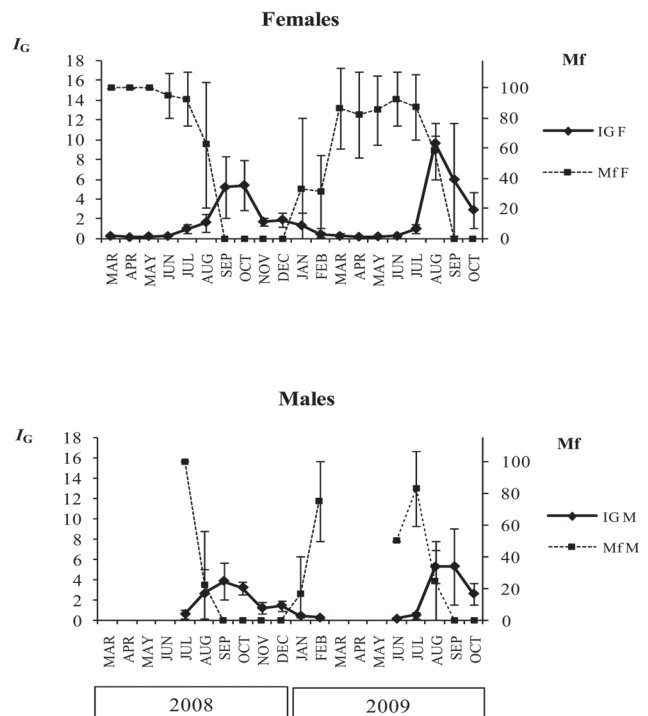 Females
IG
Mf
18
16
14
12
10
8
6
4
2
0
100
80
60
40
20
0
IG F
Mf F
MAR APR MAY JUN JUL AUG SEP OCT NOV DEC JAN FEB MAR APR MAY JUN JUL AUG SEP OCT
Males
IG
Mf
18
16
14
12
10
8
6
4
2
0
100
80
60
40
20
0
IG M
Mf M
MAR APR MAY JUN JUL AUG SEP OCT NOV DEC JAN FEB MAR APR MAY JUN JUL AUG SEP OCT
2008 2009